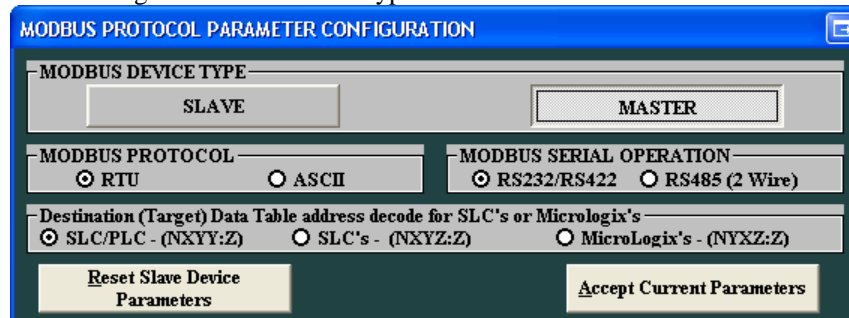 MODBUS PROTOCOL PARAMETER CONFIGURATION
MODBUS DEVICE TYPE
SLAVE MASTER
MODBUS PROTOCOL MODBUS SERIAL OPERATION
RTU ASCII RS232/RS422 RS485 (2 Wire)
Destination (Target) Data Table address decode for SLC's or Micrologix's
SLC/PLC - (NXYY:Z) SLC's - (NXYZ:Z) MicroLogix's - (NYXZ:Z)
Reset Slave Device
Parameters
Accept Current Parameters